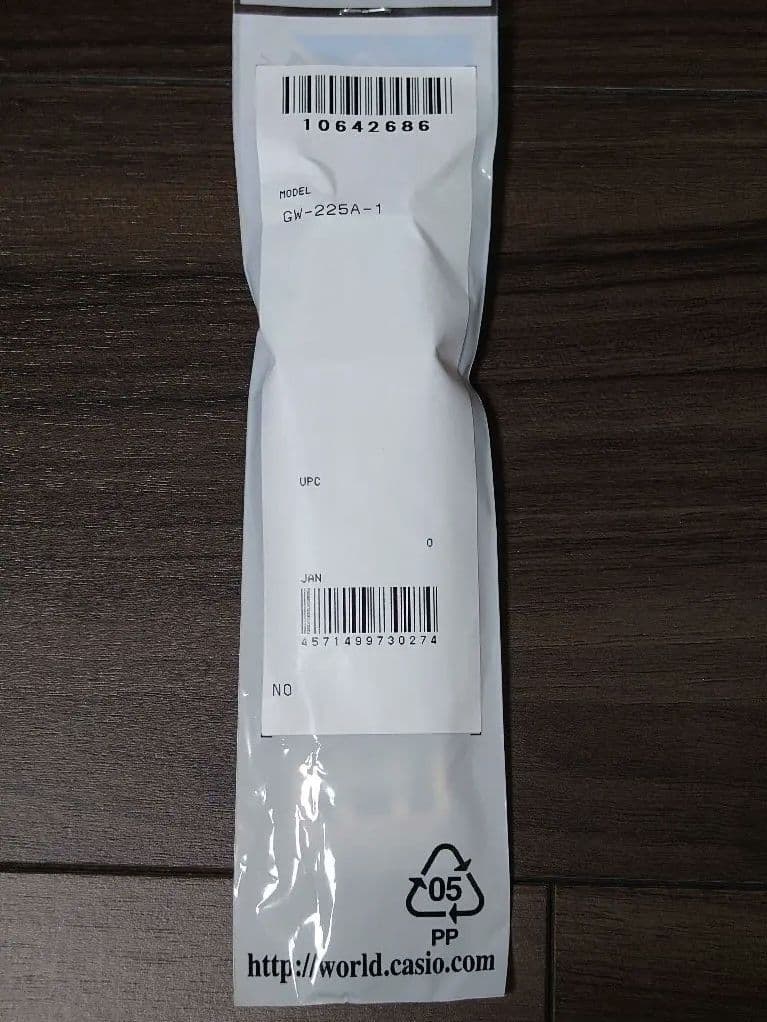 10642686
MODEL
GW-225A-1
UPC
0
JAN
4571499730274
NO
05
PP
http://world.casio.com